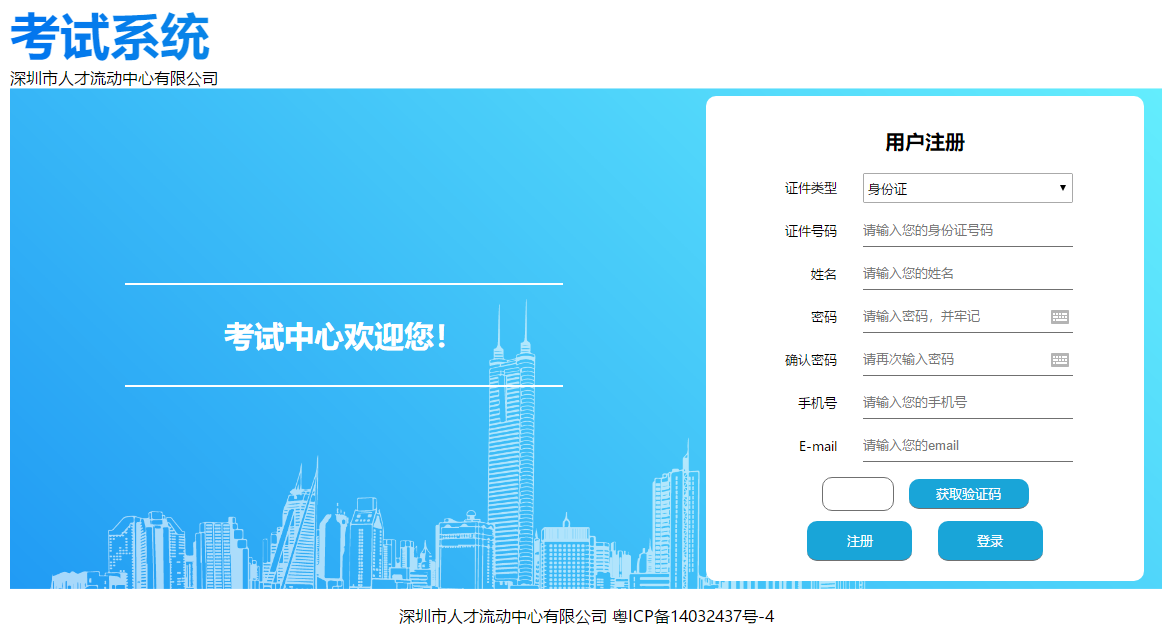 考试系统
深圳市人才流动中心有限公司
考试中心欢迎您！
用户注册
证件类型 身份证
证件号码 请输入您的身份证号码
姓名 请输入您的姓名
密码 请输入密码，并牢记
确认密码 请再次输入密码
手机号 请输入您的手机号
E-mail 请输入您的email
获取验证码
注册 登录
深圳市人才流动中心有限公司 粤ICP备14032437号-4